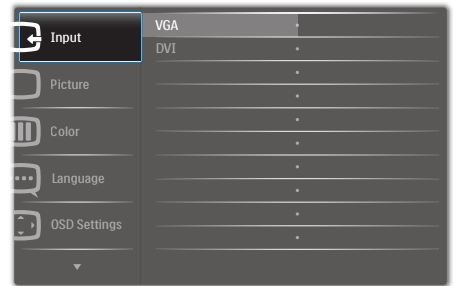 Input
VGA
DVI
Picture
Color
Language
OSD Settings